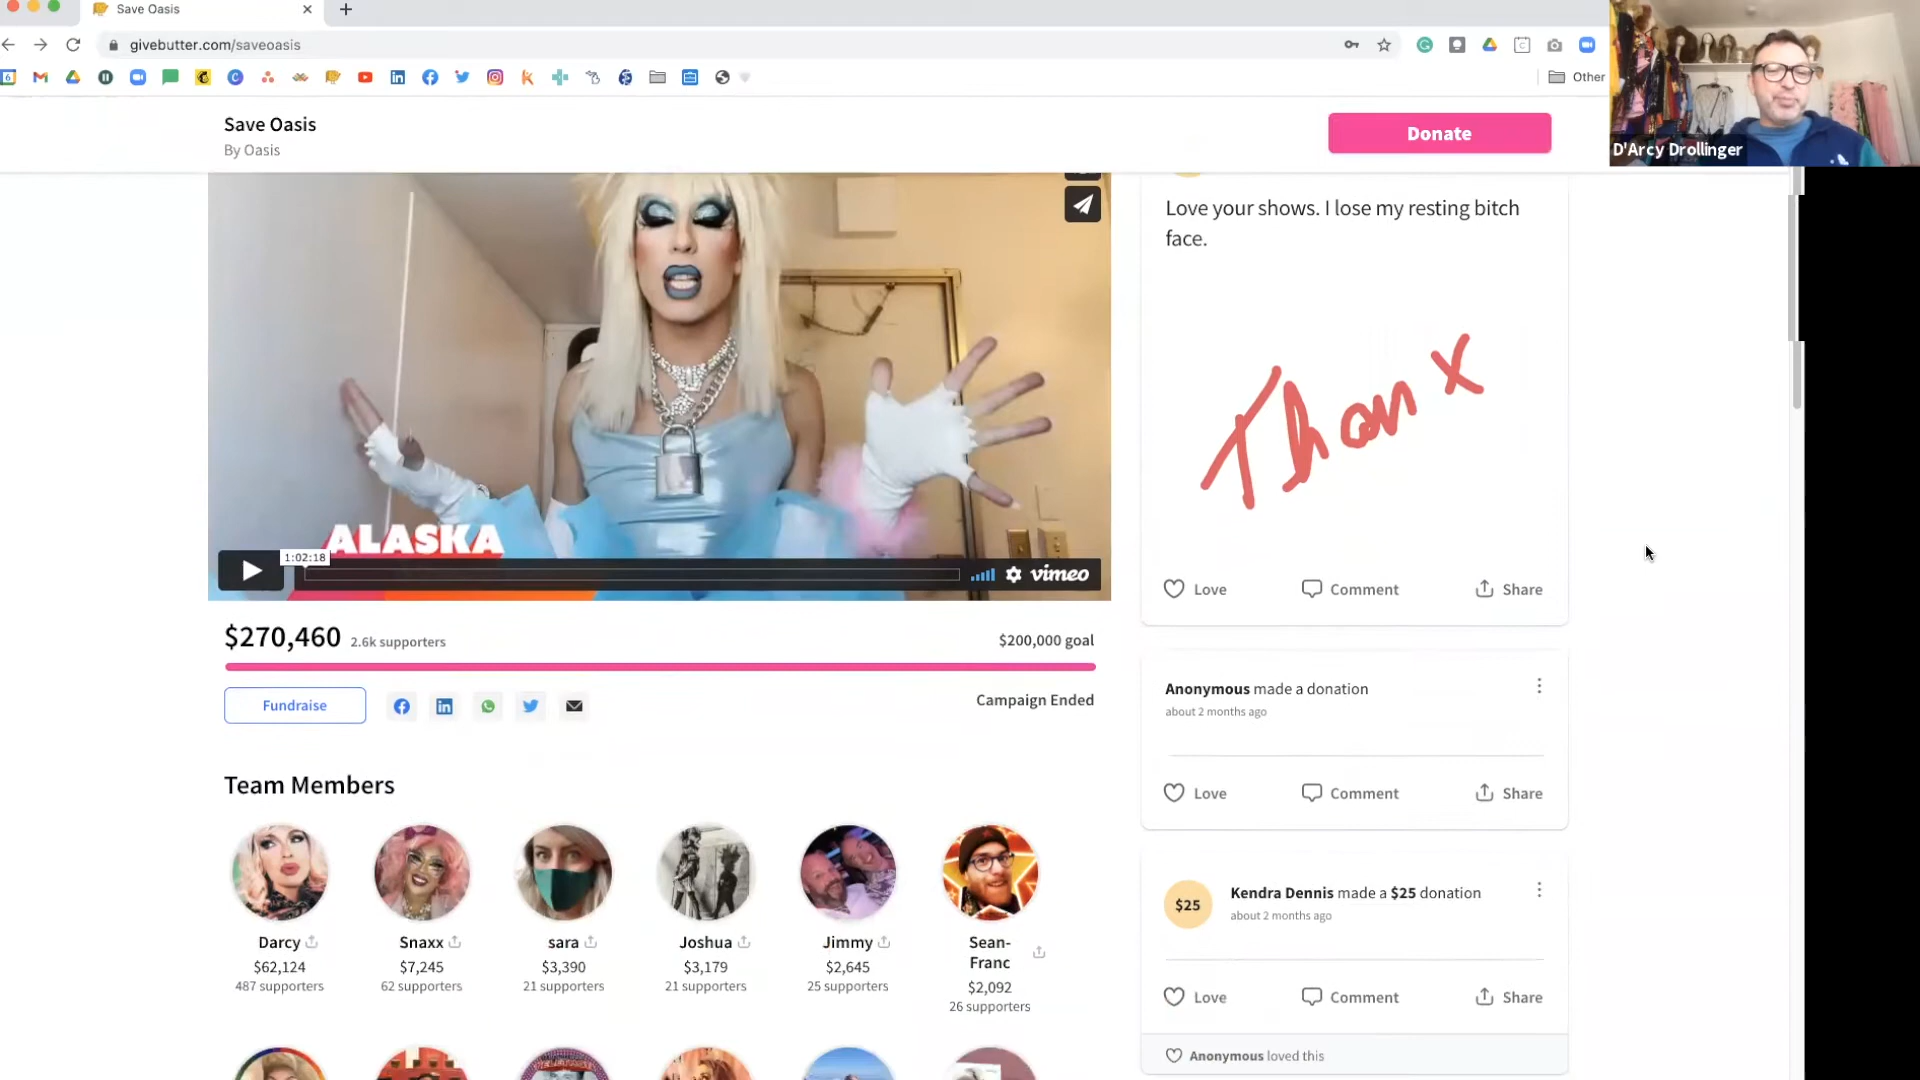 Save Oasis
givebutter.com/saveoasis
Other
Save Oasis
By Oasis
Donate
D'Arcy Drollinger
ALASKA
1:02:18
vimeo
$270,460 2.6k supporters
$200,000 goal
Fundraise
Campaign Ended
Team Members
Darcy
$62,124
487 supporters
Snaxx
$7,245
62 supporters
sara
$3,390
21 supporters
Joshua
$3,179
21 supporters
Jimmy
$2,645
25 supporters
Sean-
Franc
$2,092
26 supporters
Love your shows. I lose my resting bitch
face.
Thanx
Love Comment Share
Anonymous made a donation
about 2 months ago
Love Comment Share
$25
Kendra Dennis made a $25 donation
about 2 months ago
Love Comment Share
Anonymous loved this